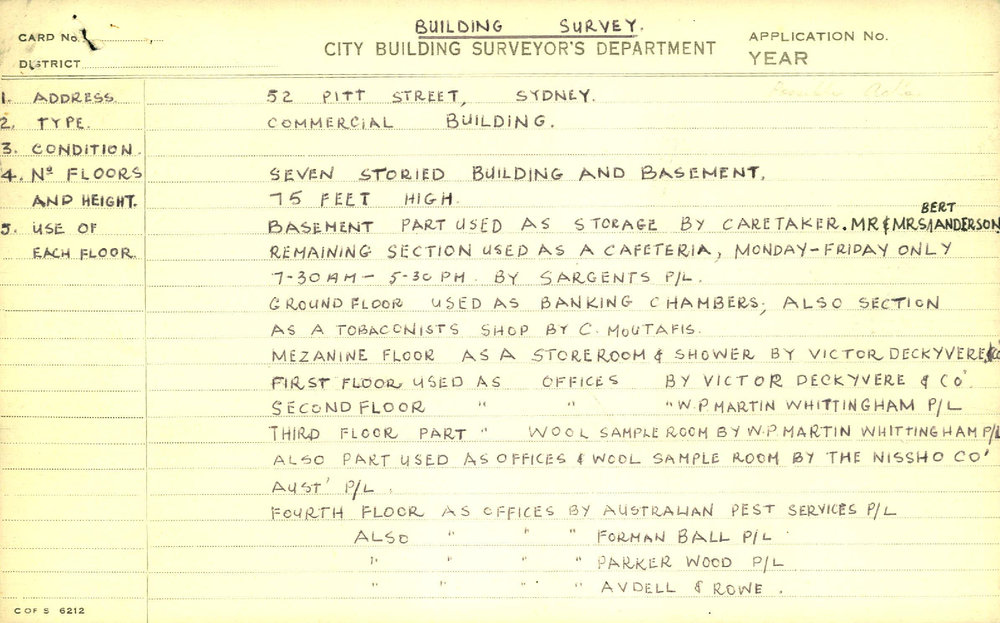 BUILDING SURVEY.
CARD No.
CITY BUILDING SURVEYOR'S DEPARTMENT
APPLICATION No.
DISTRICT
YEAR
1. ADDRESS. 52 PITT STREET, SYDNEY.
2. TYPE. COMMERCIAL BUILDING.
3. CONDITION.
4. Nº FLOORS SEVEN STORIED BUILDING AND BASEMENT.
AND HEIGHT. 75 FEET HIGH.
BERT
5. USE OF BASEMENT PART USED AS STORAGE BY CARETAKER. MR & MRS ANDERSON
EACH FLOOR. REMAINING SECTION USED AS A CAFETERIA, MONDAY-FRIDAY ONLY
7-30 AM - 5-30 PM. BY SARGENTS P/L.
GROUND FLOOR USED AS BANKING CHAMBERS; ALSO SECTION
AS A TOBACONISTS SHOP BY C. MOUTAFIS.
MEZANINE FLOOR AS A STOREROOM & SHOWER BY VICTOR DECKYVERE & Co
FIRST FLOOR USED AS OFFICES BY VICTOR DECKYVERE & Co'
SECOND FLOOR " " " W.P MARTIN WHITTINGHAM P/L
THIRD FLOOR PART " WOOL SAMPLE ROOM BY W.P MARTIN WHITTINGHAM P/L
ALSO PART USED AS OFFICES & WOOL SAMPLE ROOM BY THE NISSHO CO'
AUST' P/L.
FOURTH FLOOR AS OFFICES BY AUSTRALIAN PEST SERVICES P/L
ALSO " " " FORMAN BALL P/L
" " " PARKER WOOD P/L
" " " " AVDELL & ROWE.
C OF S 6212